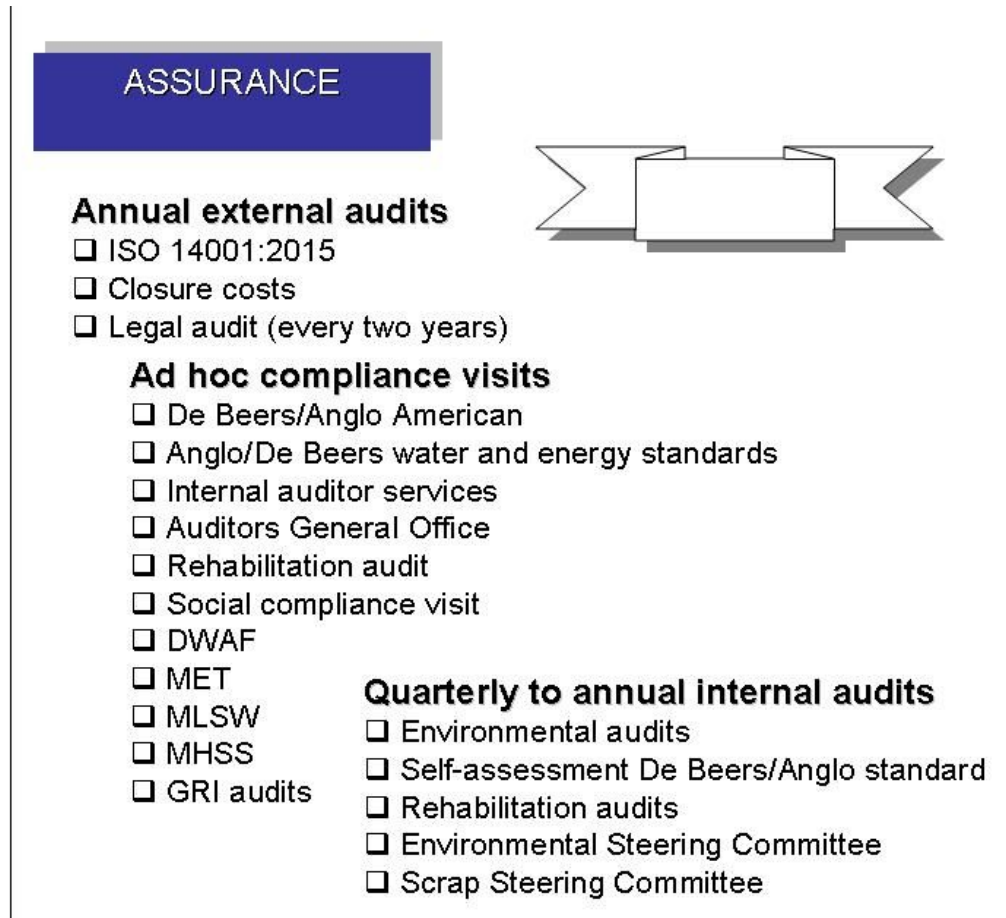 ASSURANCE
Annual external audits
❑ ISO 14001:2015
❑ Closure costs
❑ Legal audit (every two years)
Ad hoc compliance visits
❑ De Beers/Anglo American
❑ Anglo/De Beers water and energy standards
❑ Internal auditor services
❑ Auditors General Office
❑ Rehabilitation audit
❑ Social compliance visit
❑ DWAF
❑ MET
❑ MLSW
❑ MHSS
❑ GRI audits
Quarterly to annual internal audits
❑ Environmental audits
❑ Self-assessment De Beers/Anglo standard
❑ Rehabilitation audits
❑ Environmental Steering Committee
❑ Scrap Steering Committee